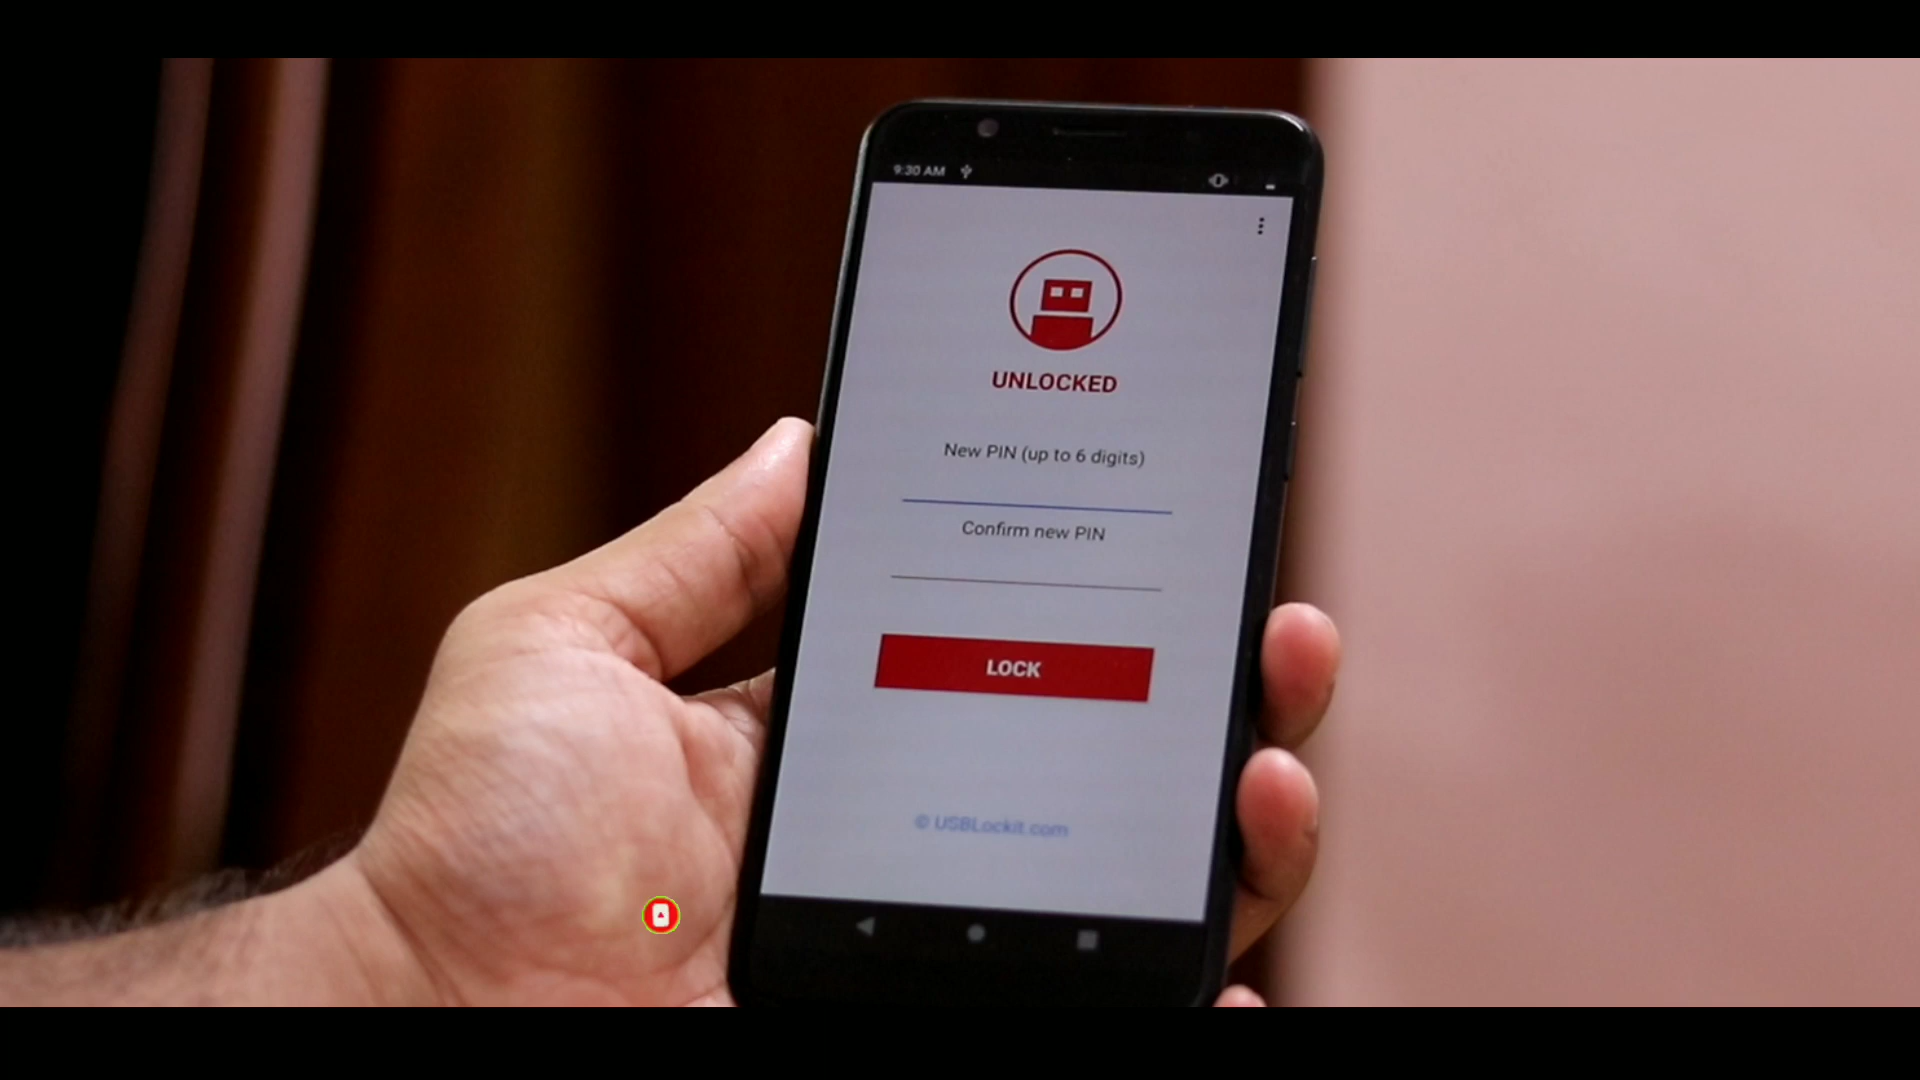 9:30 AM
UNLOCKED
New PIN (up to 6 digits)
Confirm new PIN
LOCK
© USBLockit.com